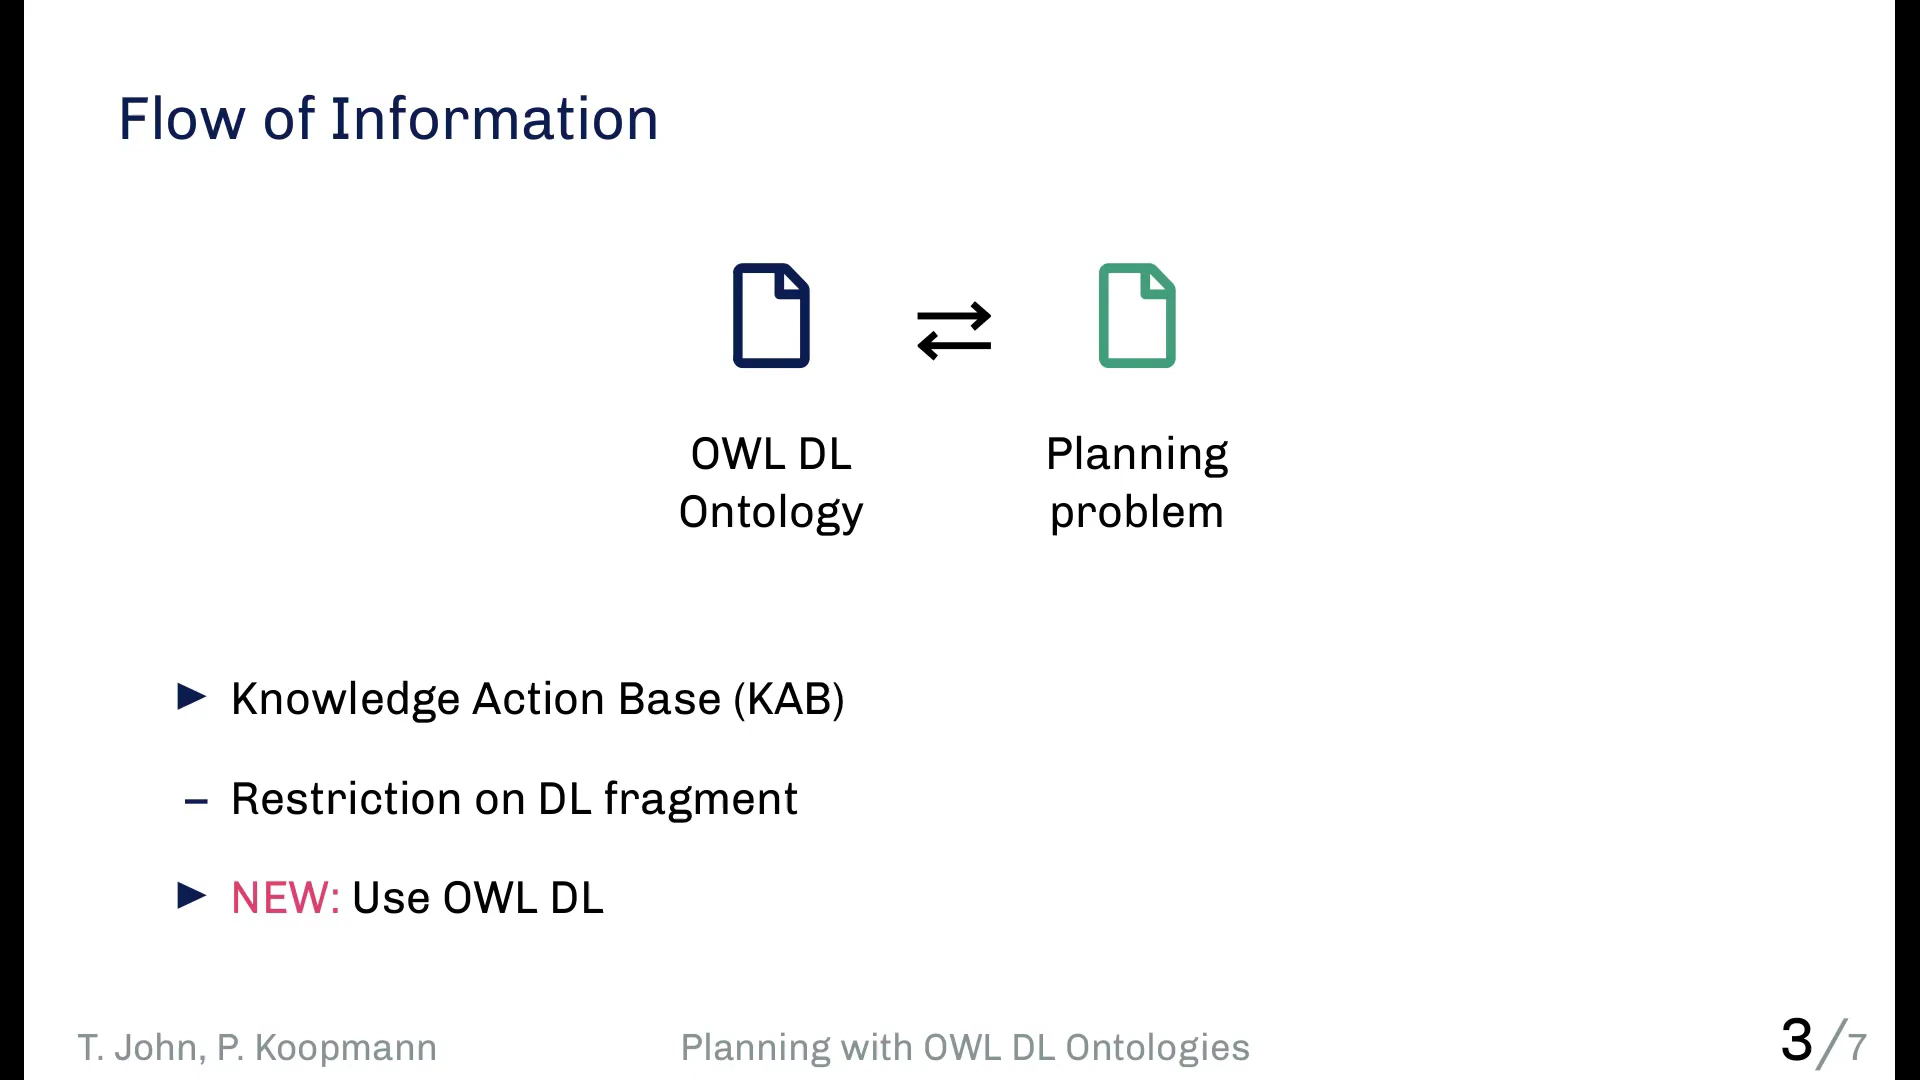 Flow of Information
OWL DL
Ontology
Planning
problem
► Knowledge Action Base (KAB)
– Restriction on DL fragment
► NEW: Use OWL DL
T. John, P. Koopmann
Planning with OWL DL Ontologies
3/7